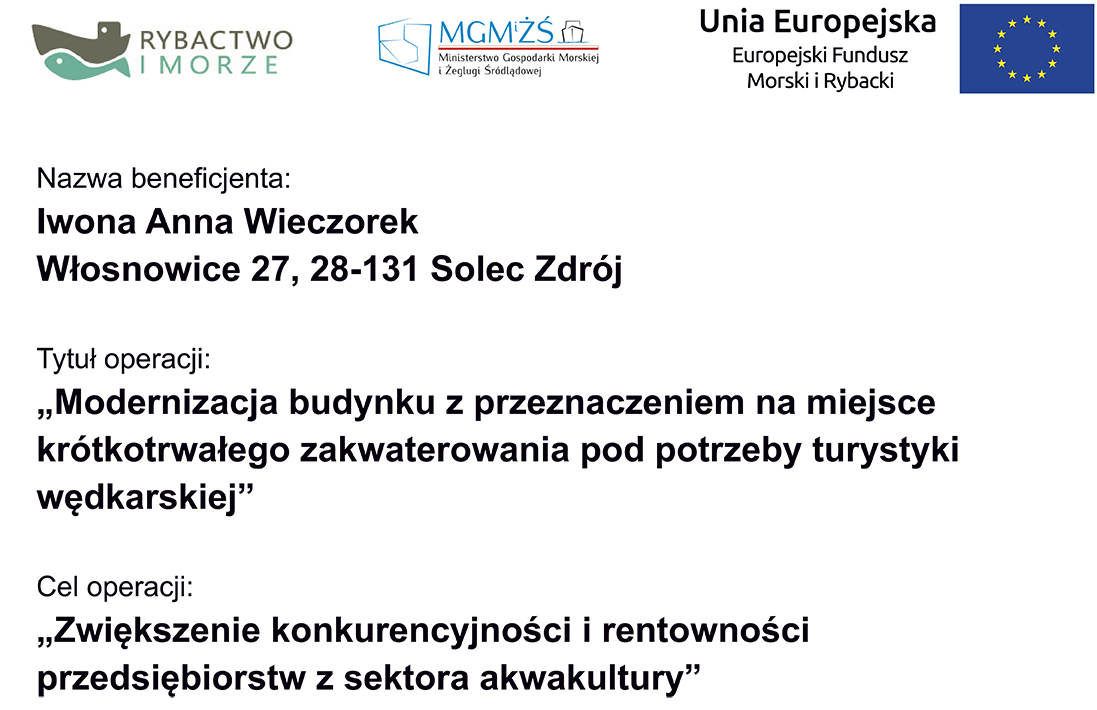 RYBACTWO
I MORZE
MGMiŻŚ
Ministerstwo Gospodarki Morskiej
i Żeglugi Śródlądowej
Unia Europejska
Europejski Fundusz
Morski i Rybacki
Nazwa beneficjenta:
Iwona Anna Wieczorek
Włosnowice 27, 28-131 Solec Zdrój
Tytuł operacji:
„Modernizacja budynku z przeznaczeniem na miejsce
krótkotrwałego zakwaterowania pod potrzeby turystyki
wędkarskiej”
Cel operacji:
„Zwiększenie konkurencyjności i rentowności
przedsiębiorstw z sektora akwakultury”